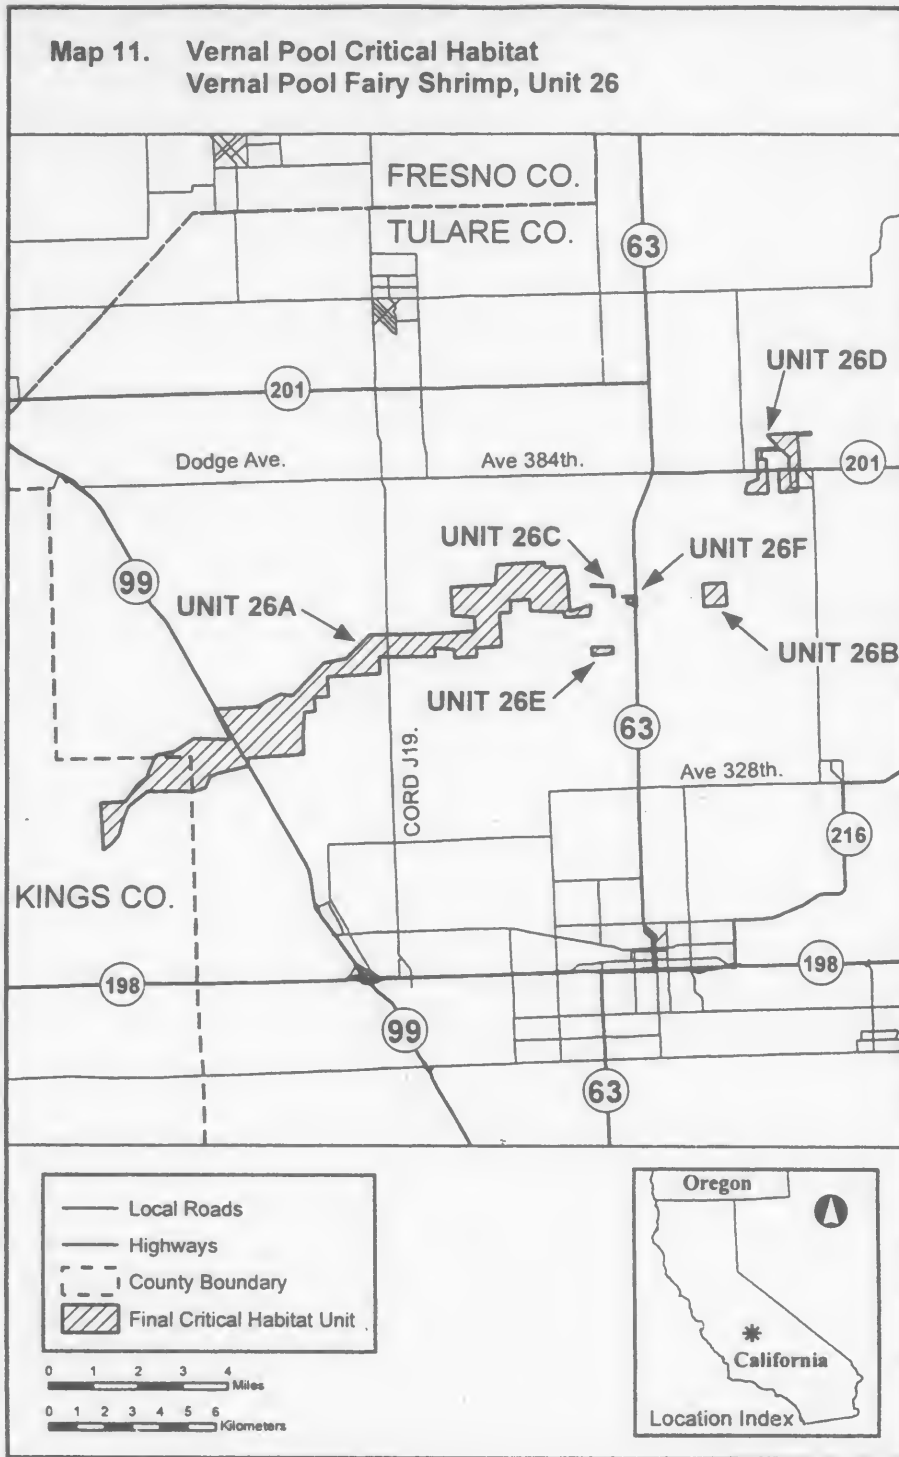 Map 11. Vernal Pool Critical Habitat
Vernal Pool Fairy Shrimp, Unit 26
FRESNO CO.
TULARE CO.
63
UNIT 26D
201
Dodge Ave.
Ave 384th.
201
UNIT 26C
UNIT 26F
99
UNIT 26A
UNIT 26B
UNIT 26E
63
CORD J19.
Ave 328th.
216
KINGS CO.
198
198
99
63
Local Roads
Highways
County Boundary
Final Critical Habitat Unit
0 1 2 3 4
Miles
0 1 2 3 4 5 6
Kilometers
Oregon
California
Location Index